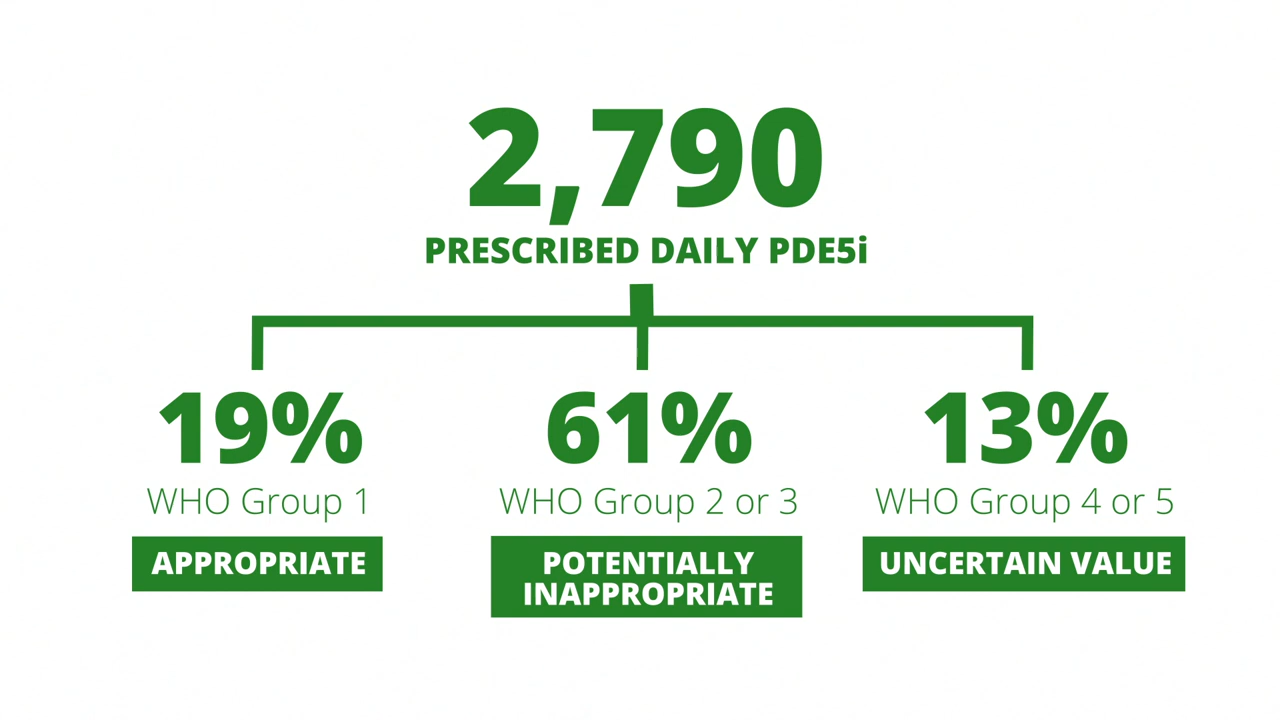 2,790
PRESCRIBED DAILY PDE5i
19%
WHO Group 1
APPROPRIATE
61%
WHO Group 2 or 3
POTENTIALLY
INAPPROPRIATE
13%
WHO Group 4 or 5
UNCERTAIN VALUE